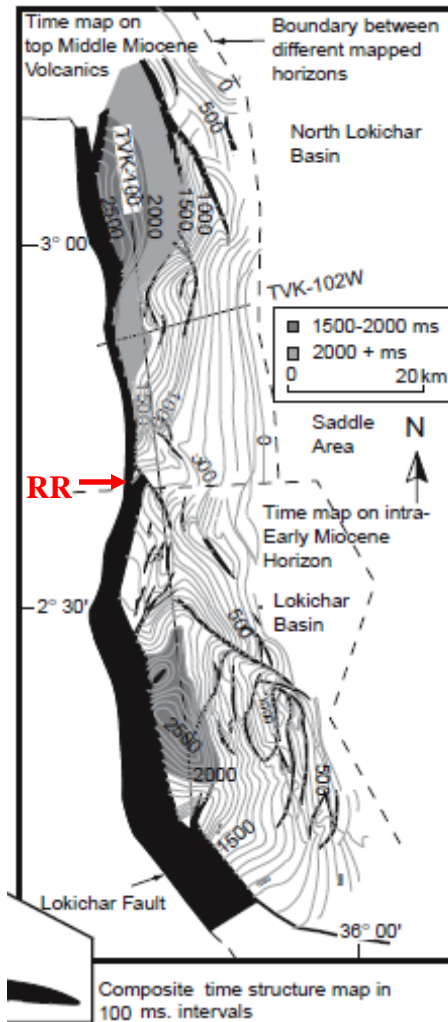 Time map on
top Middle Miocene
Volcanics
Boundary between
different mapped
horizons
0
500
North Lokichar
Basin
TVK-100
2500
2000
1500
1000
3° 00'
TVK-102W
1500-2000 ms
2000 + ms
0 20 km
1500
500
0
Saddle
Area
N
RR
Time map on intra-
Early Miocene
Horizon
2° 30'
Lokichar
Basin
500
2500
2000
500
1500
Lokichar Fault
36° 00'
Composite time structure map in
100 ms. intervals